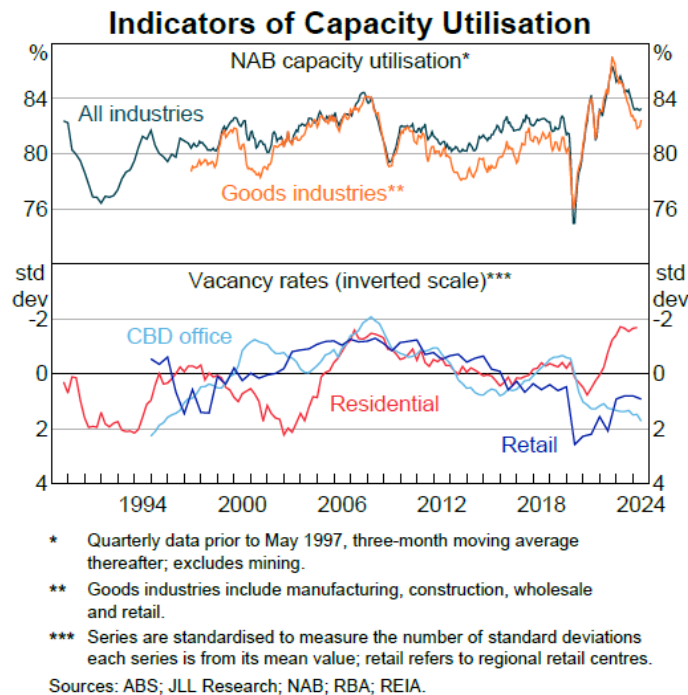 Indicators of Capacity Utilisation
% NAB capacity utilisation* %
84 84
All industries
80 80
Goods industries**
76 76
std dev Vacancy rates (inverted scale)*** std dev
-2 -2
CBD office
0 0
Residential
2 2
Retail
4 4
1994 2000 2006 2012 2018 2024
* Quarterly data prior to May 1997, three-month moving average
thereafter; excludes mining.
** Goods industries include manufacturing, construction, wholesale
and retail.
*** Series are standardised to measure the number of standard deviations
each series is from its mean value; retail refers to regional retail centres.
Sources: ABS; JLL Research; NAB; RBA; REIA.